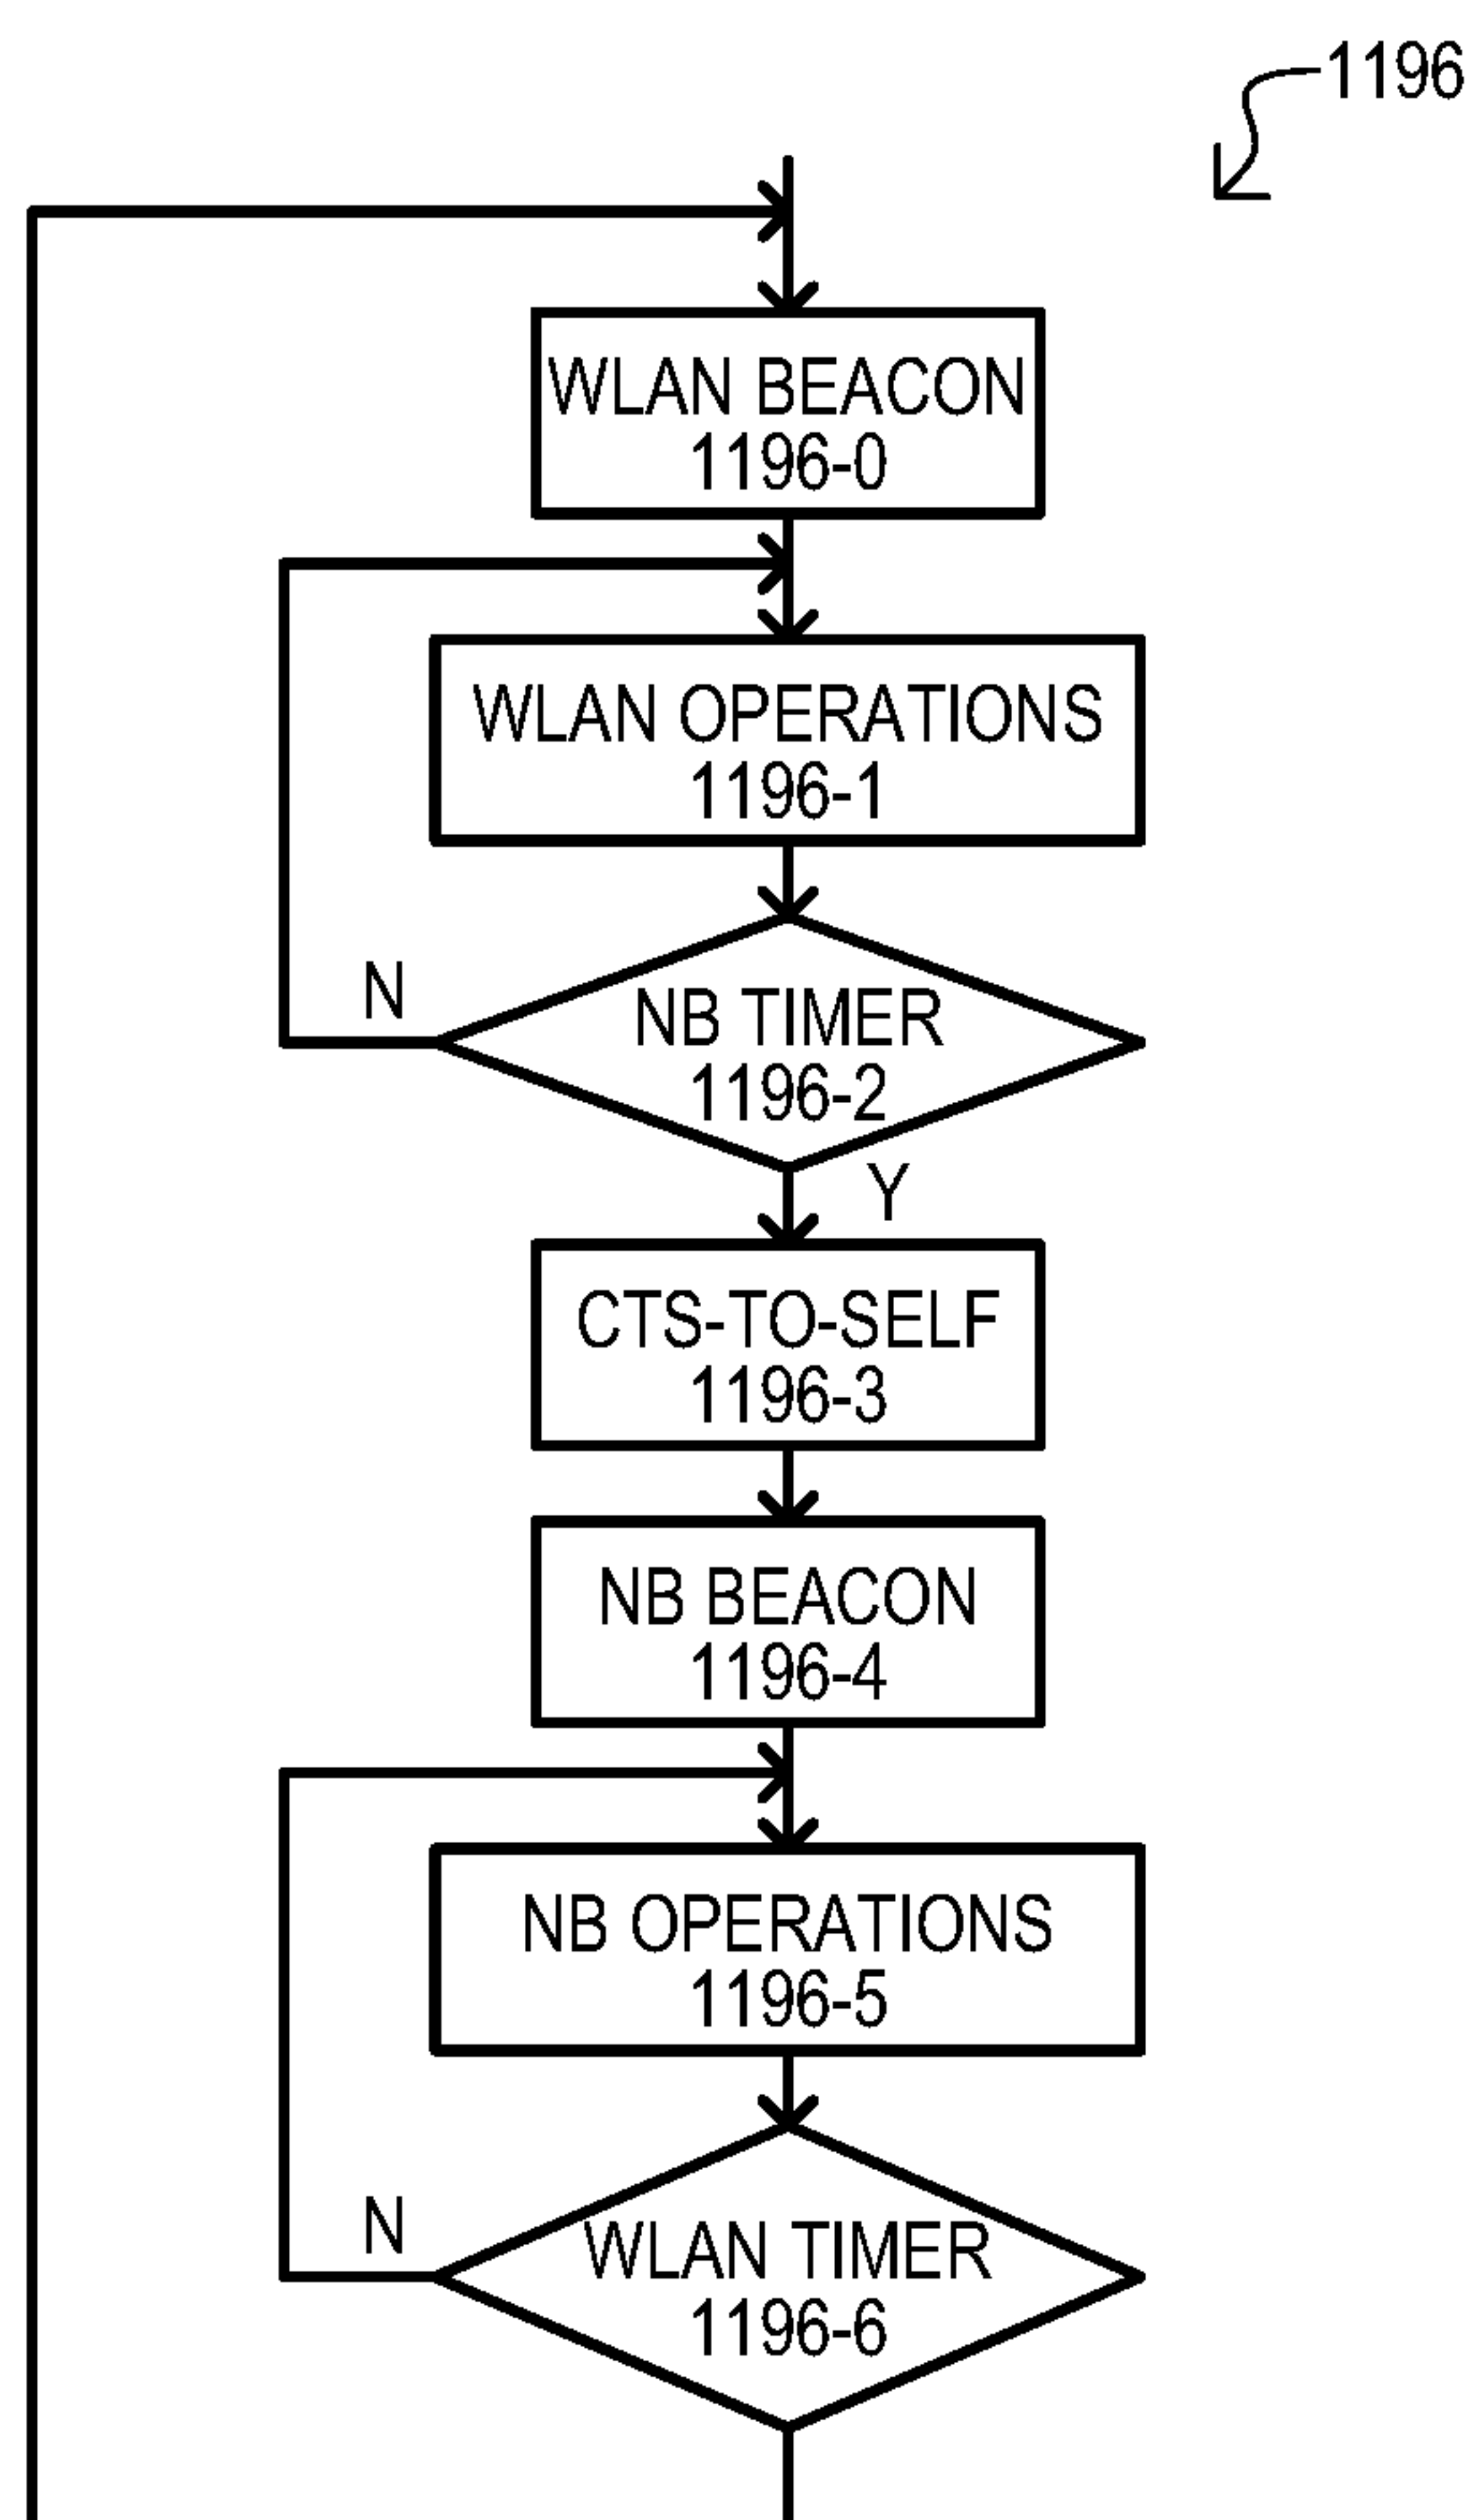 1196
WLAN BEACON
1196-0
WLAN OPERATIONS
1196-1
N
NB TIMER
1196-2
Y
CTS-TO-SELF
1196-3
NB BEACON
1196-4
NB OPERATIONS
1196-5
N
WLAN TIMER
1196-6